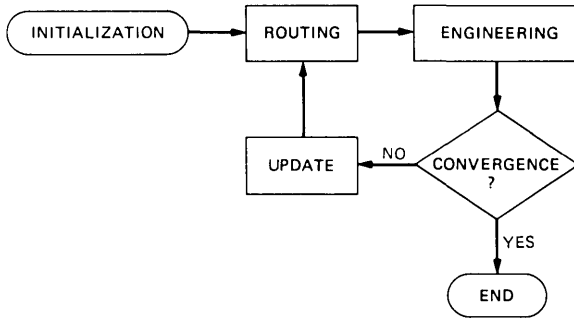 INITIALIZATION
ROUTING
ENGINEERING
UPDATE
NO
CONVERGENCE
?
YES
END